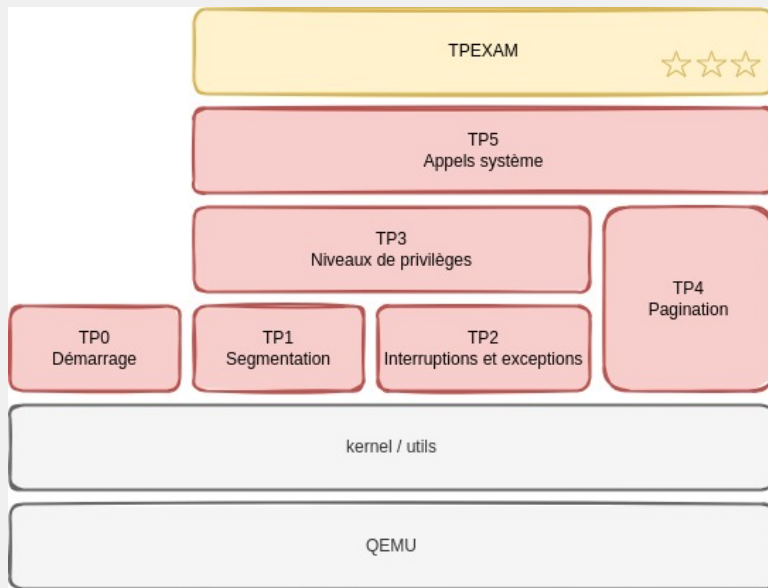 TPEXAM
TP5
Appels système
TP3
Niveaux de privilèges
TP4
Pagination
TP0
Démarrage
TP1
Segmentation
TP2
Interruptions et exceptions
kernel / utils
QEMU